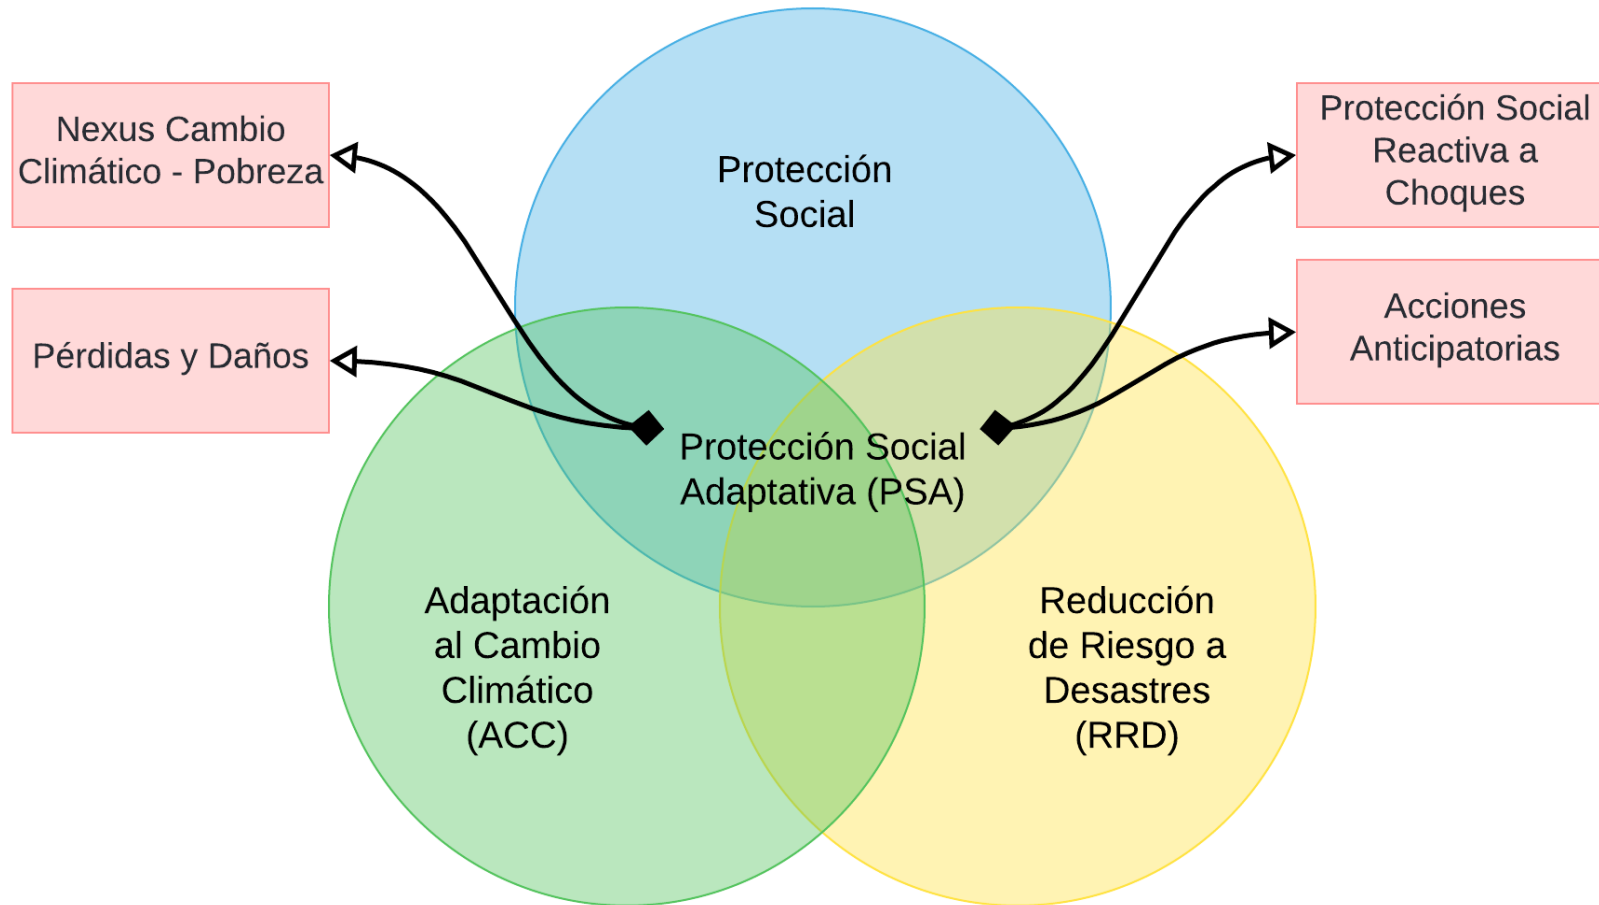 Nexus Cambio
Climático - Pobreza
Pérdidas y Daños
Protección
Social
Protección Social
Reactiva a
Choques
Acciones
Anticipatorias
Protección Social
Adaptativa (PSA)
Adaptación
al Cambio
Climático
(ACC)
Reducción
de Riesgo a
Desastres
(RRD)